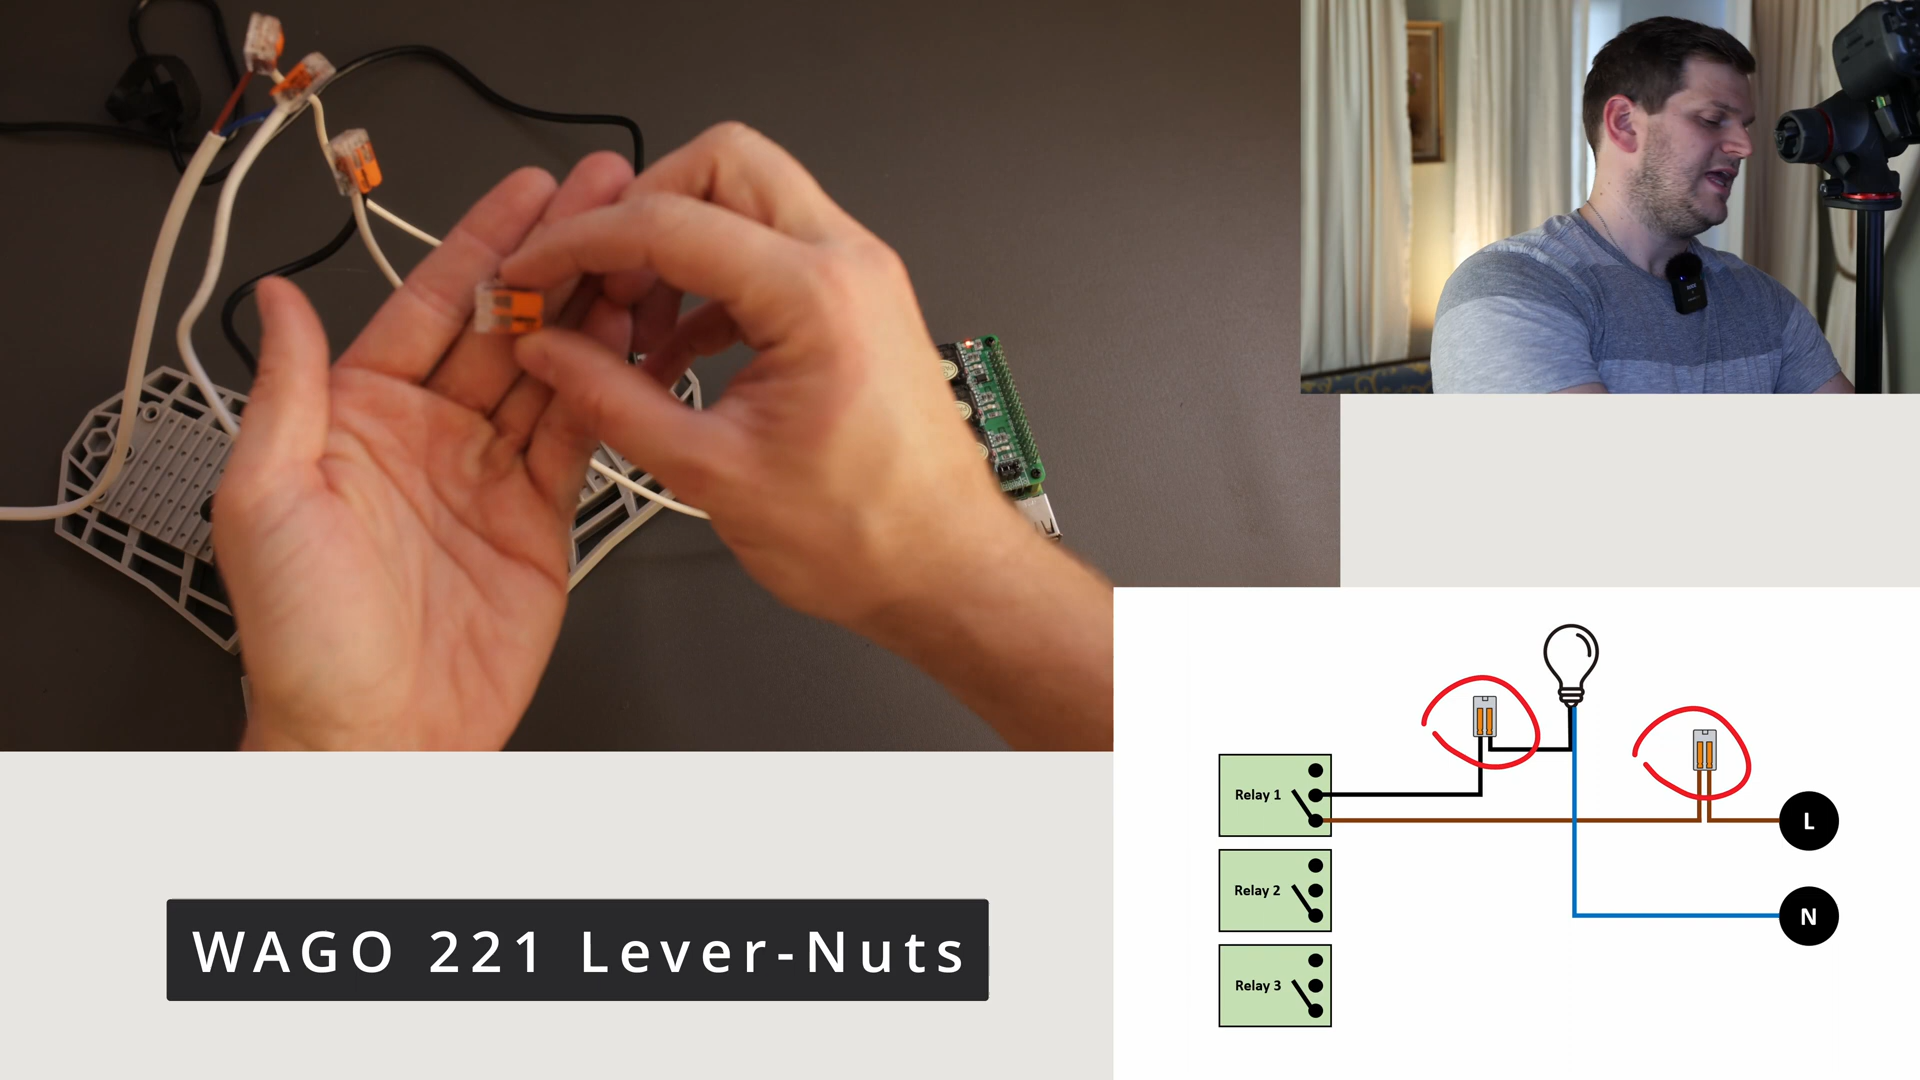 WAGO 221 Lever-Nuts
Relay 1
Relay 2
Relay 3
L
N